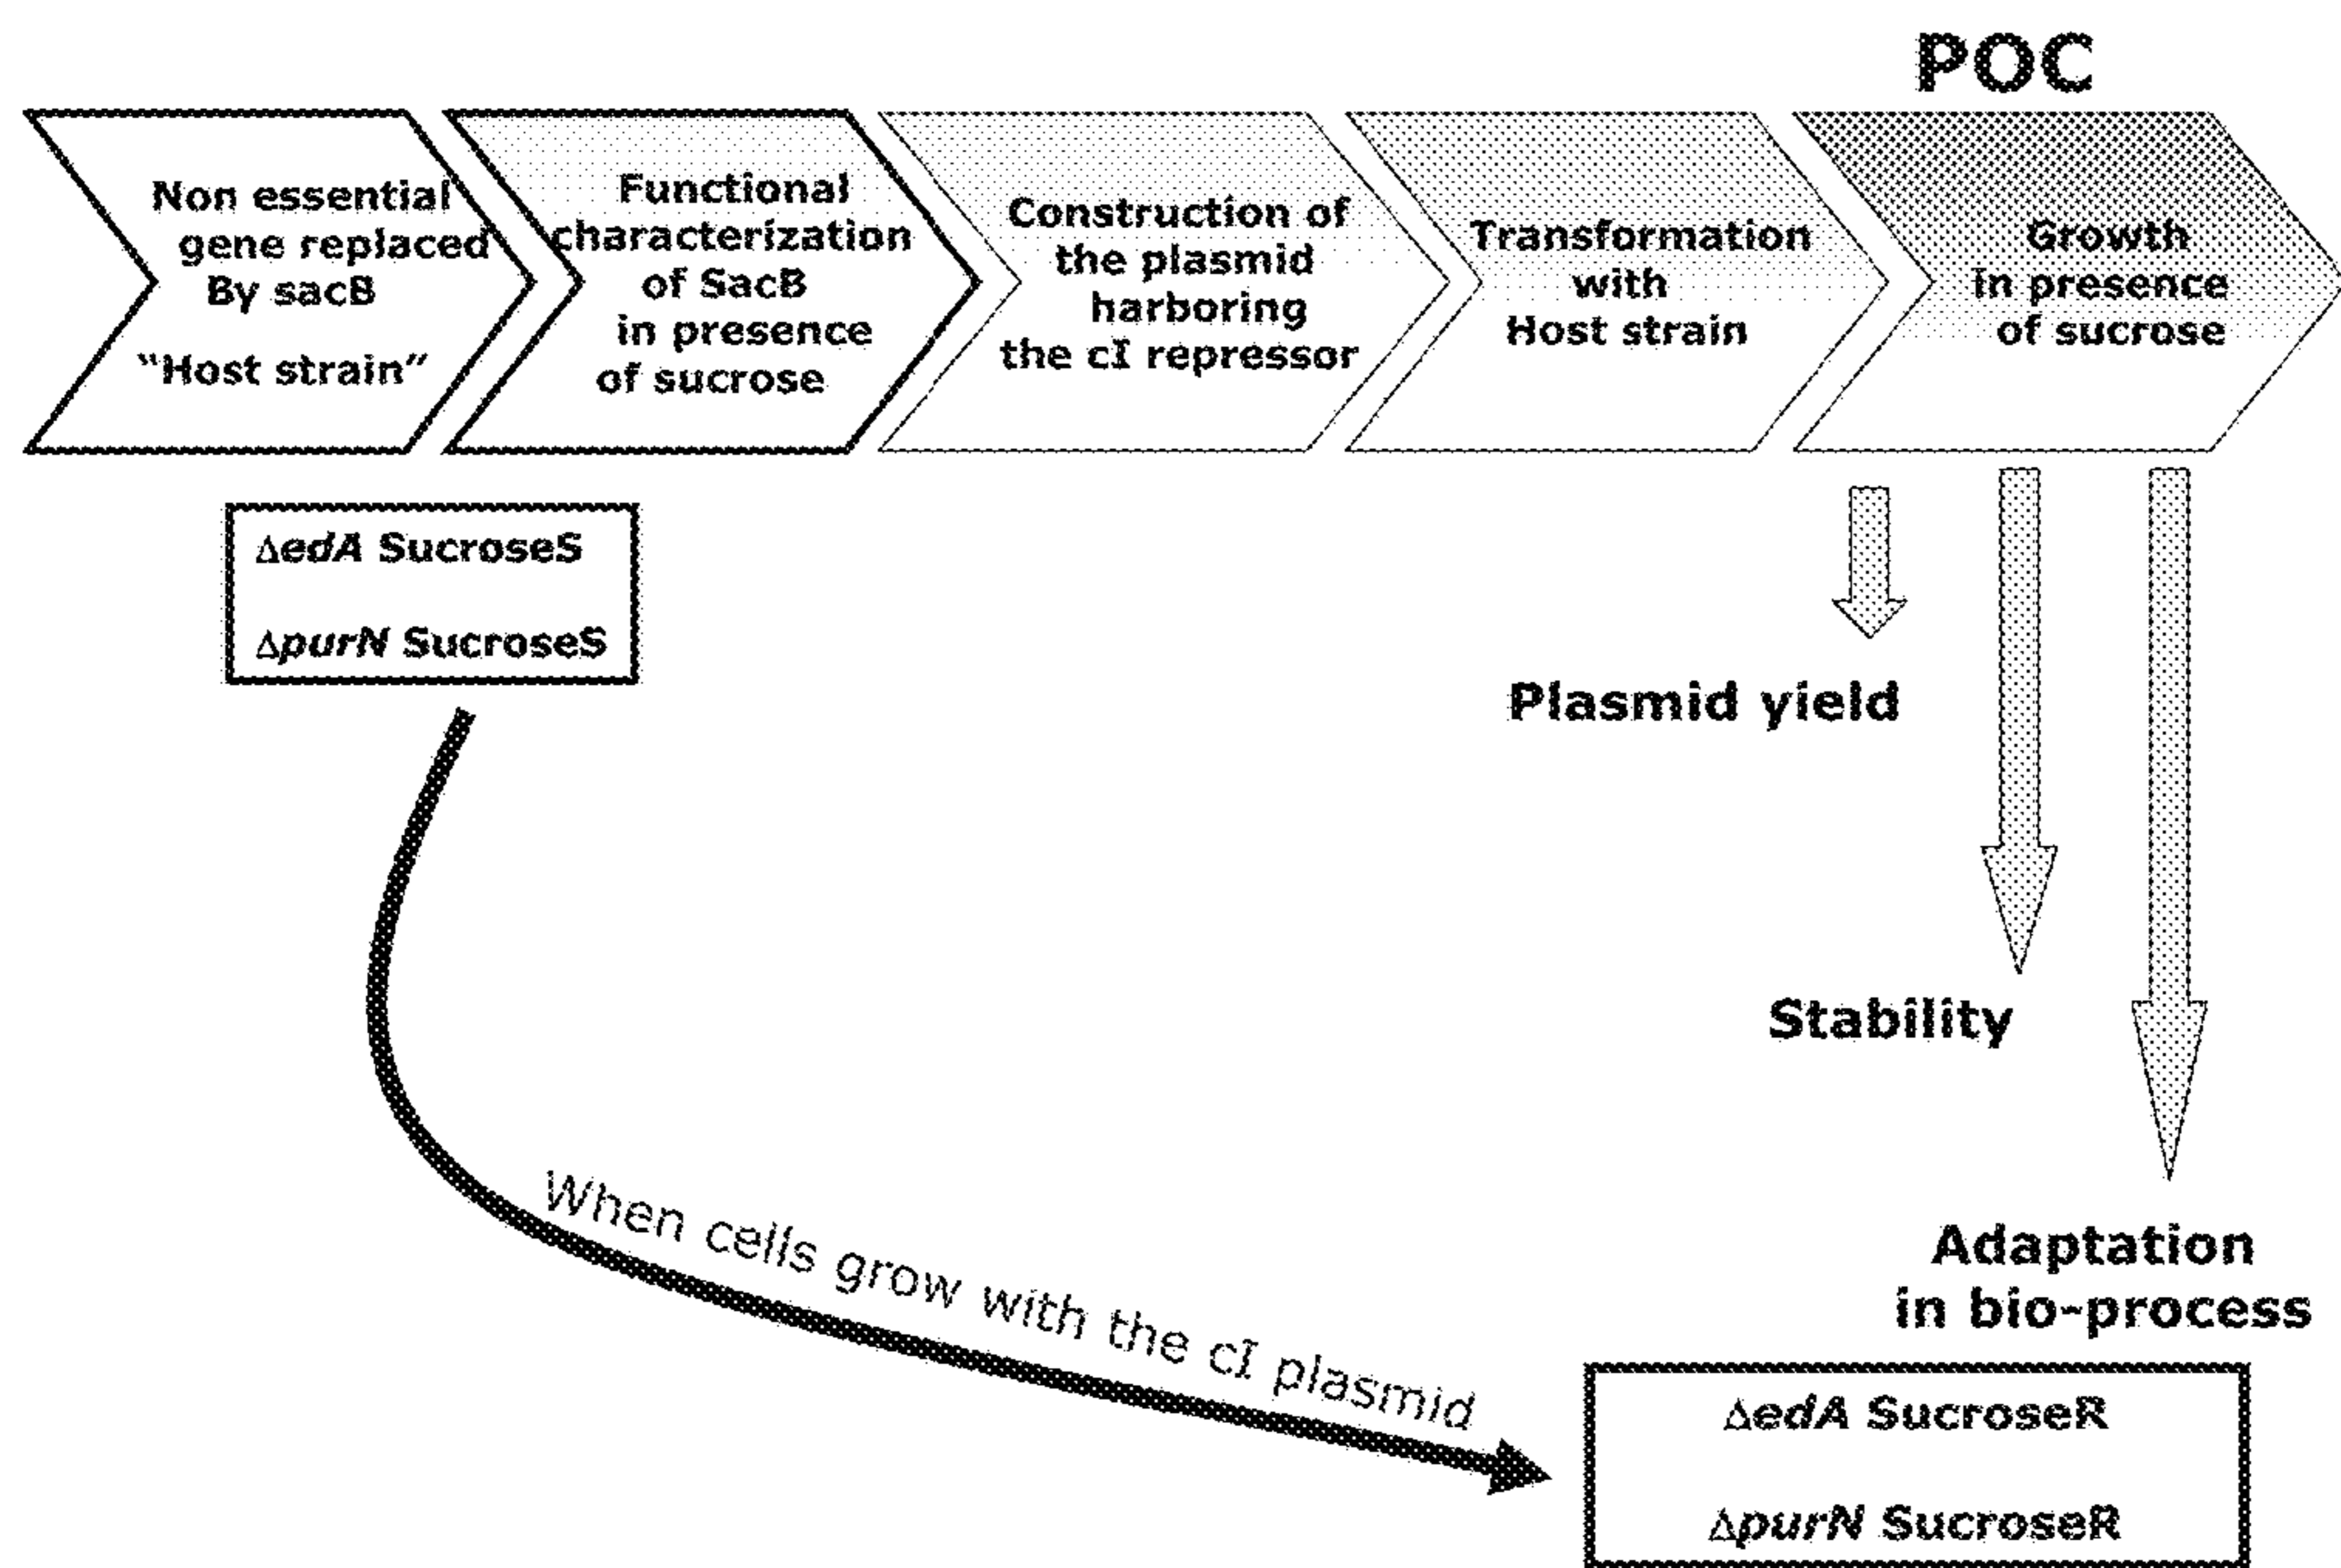 POC
Non essential
gene replaced
By sacB
"Host strain"
Functional
characterization
of SacB
in presence
of sucrose
Construction of
the plasmid
harboring
the cI repressor
Transformation
with
Host strain
Growth
in presence
of sucrose
ΔedA SucroseS
ΔpurN SucroseS
Plasmid yield
Stability
Adaptation
in bio-process
When cells grow with the cI plasmid
ΔedA SucroseR
ΔpurN SucroseR